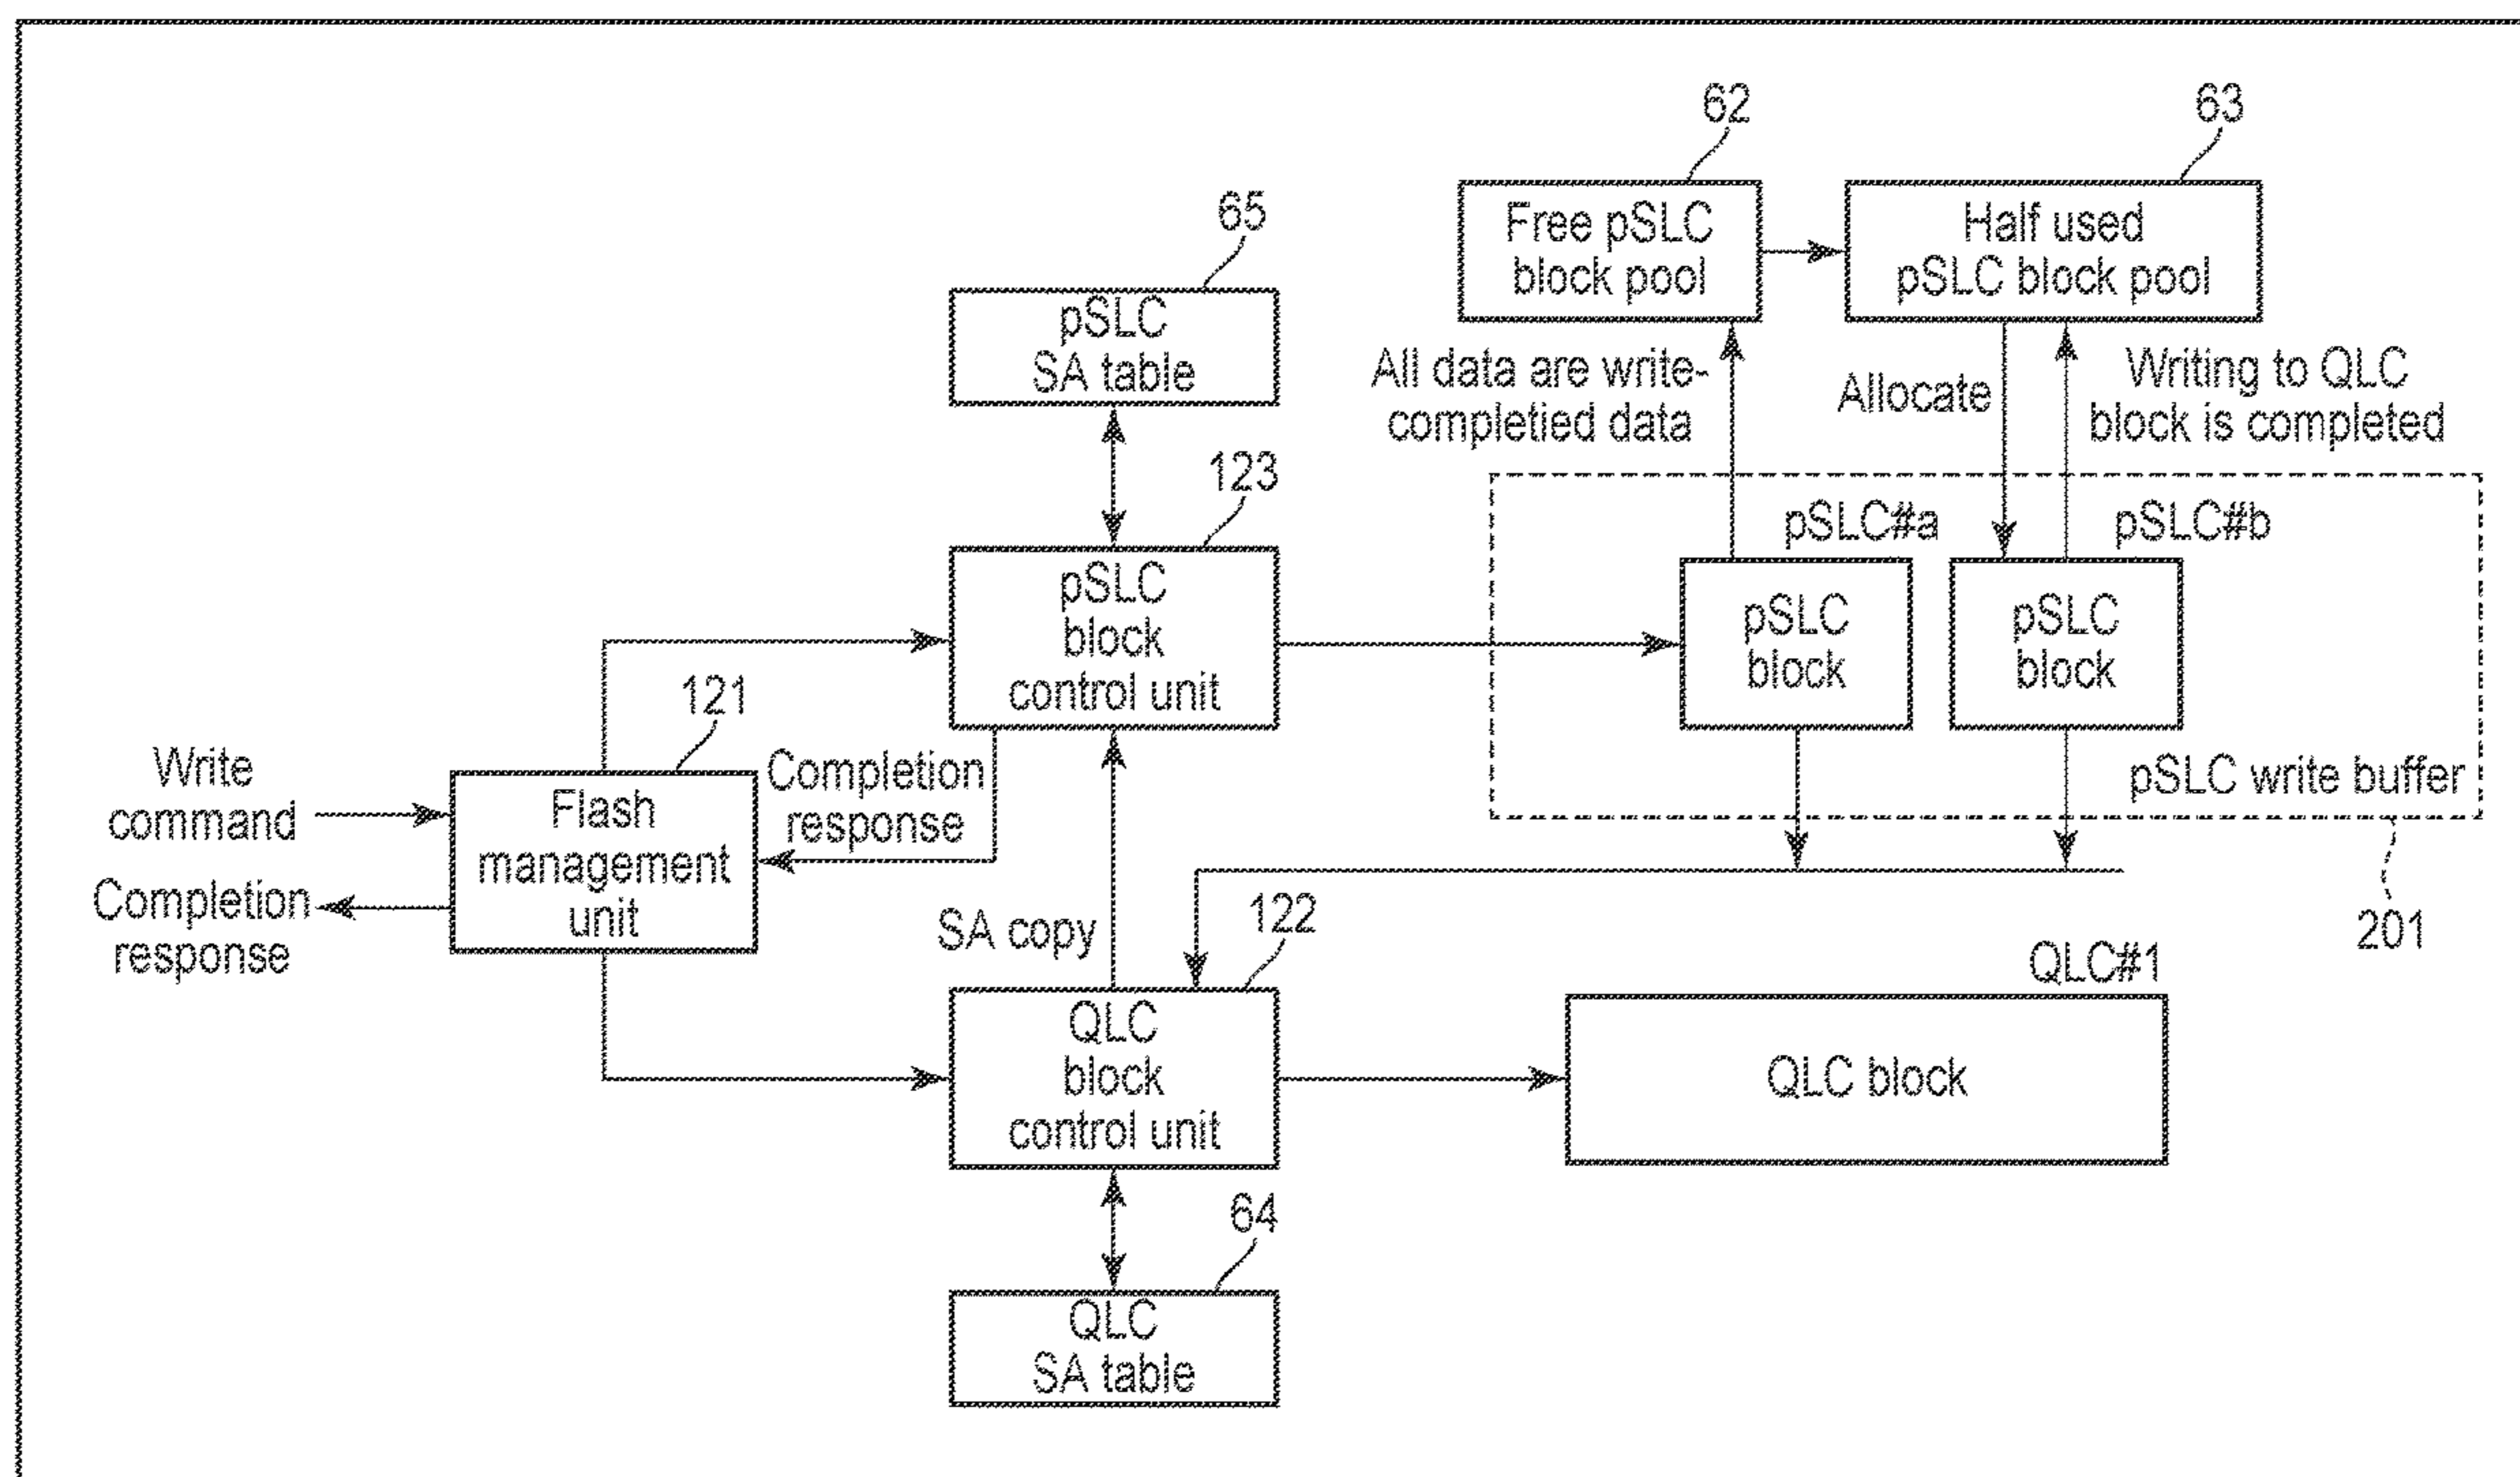 62
63
Free pSLC
block pool
Half used
pSLC block pool
65
pSLC
SA table
All data are write-
completied data
Allocate
Writing to QLC
block is completed
123
pSLC#a
pSLC#b
pSLC
block
control unit
pSLC
block
pSLC
block
121
Write
command
Flash
management
unit
Completion
response
pSLC write buffer
Completion
response
SA copy
122
201
QLC#1
QLC
block
control unit
QLC block
64
QLC
SA table